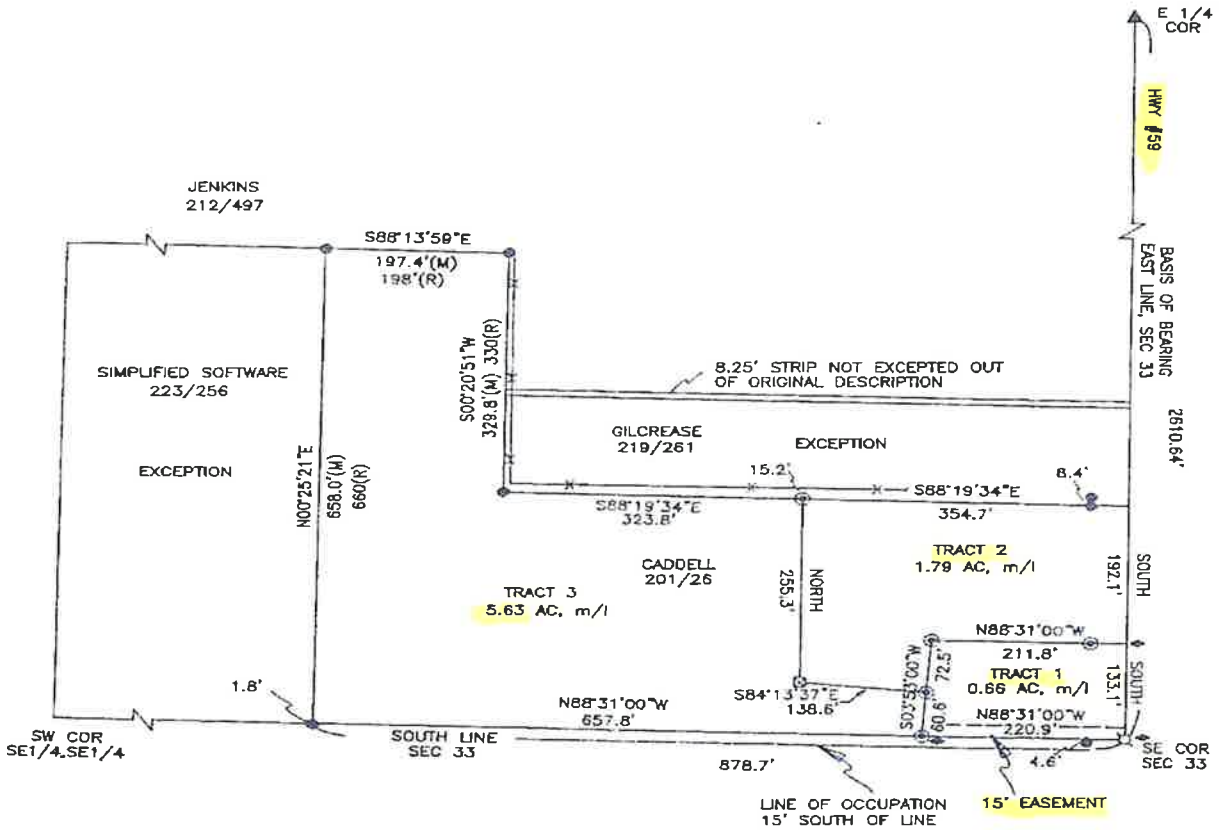 E 1/4
COR
HWY #59
JENKINS
212/497
S88°13'59"E
197.4'(M)
198'(R)
BASIS OF BEARING
EAST LINE, SEC 33
2610.64'
S00°20'51"W
329.8'(M) 330(R)
8.25' STRIP NOT EXCEPTED OUT
OF ORIGINAL DESCRIPTION
SIMPLIFIED SOFTWARE
223/256
EXCEPTION
N00°25'21"E
658.0'(M)
660(R)
GILCREASE
219/261
EXCEPTION
15.2'
8.4'
S88°19'34"E
323.8'
S88°19'34"E
354.7'
CADDELL
201/26
TRACT 2
1.79 AC, m/l
SOUTH
192.1'
NORTH
255.3'
TRACT 3
5.63 AC, m/l
N88°31'00"W
211.8'
S03°53'00"W
72.5'
60.6'
TRACT 1
0.66 AC, m/l
SOUTH
133.1'
S84°13'37"E
138.6'
1.8'
N88°31'00"W
657.8'
N88°31'00"W
220.9'
SW COR
SE1/4,SE1/4
SOUTH LINE
SEC 33
878.7'
4.6'
SE COR
SEC 33
LINE OF OCCUPATION
15' SOUTH OF LINE
15' EASEMENT